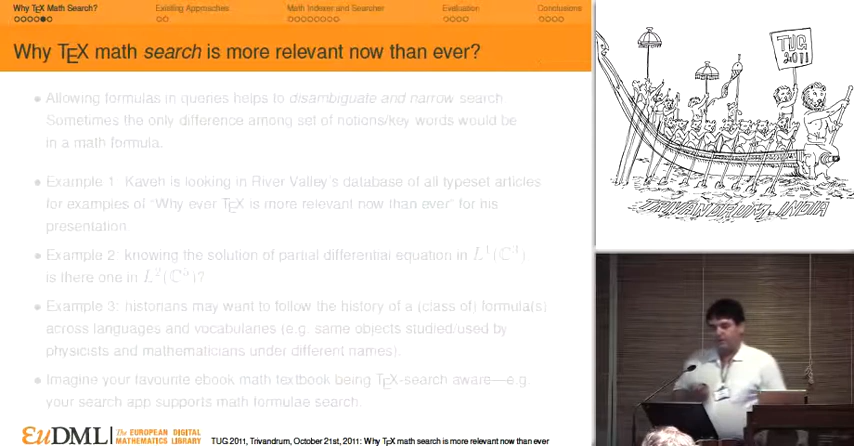 Why TEX Math Search?
Existing Approaches
Math Indexer and Searcher
Evaluation
Conclusions
Why TEX math search is more relevant now than ever?
TUG 2011
• Allowing formulas in queries helps to disambiguate and narrow search
Sometimes the only difference among set of notions/key words would be
in a math formula.
• Example 1: Kaveh is looking in River Valley's database of all typeset articles
for examples of "Why ever TEX is more relevant now than ever" for his
presentation
• Example 2: knowing the solution of partial differential equation in
is there one in
• Example 3: historians may want to follow the history of a (class of) formula(s)
across languages and vocabularies (e.g. same objects studied/used by
physicists and mathematicians under different names).
• Imagine your favourite ebook math textbook being TEX-search aware—e.g.
your search app supports math formulae search.
TRIVANDRUM-INDIA
EuDML
The EUROPEAN DIGITAL
MATHEMATICS LIBRARY
TUG 2011, Trivandrum, October 21st, 2011: Why TEX math search is more relevant now than ever